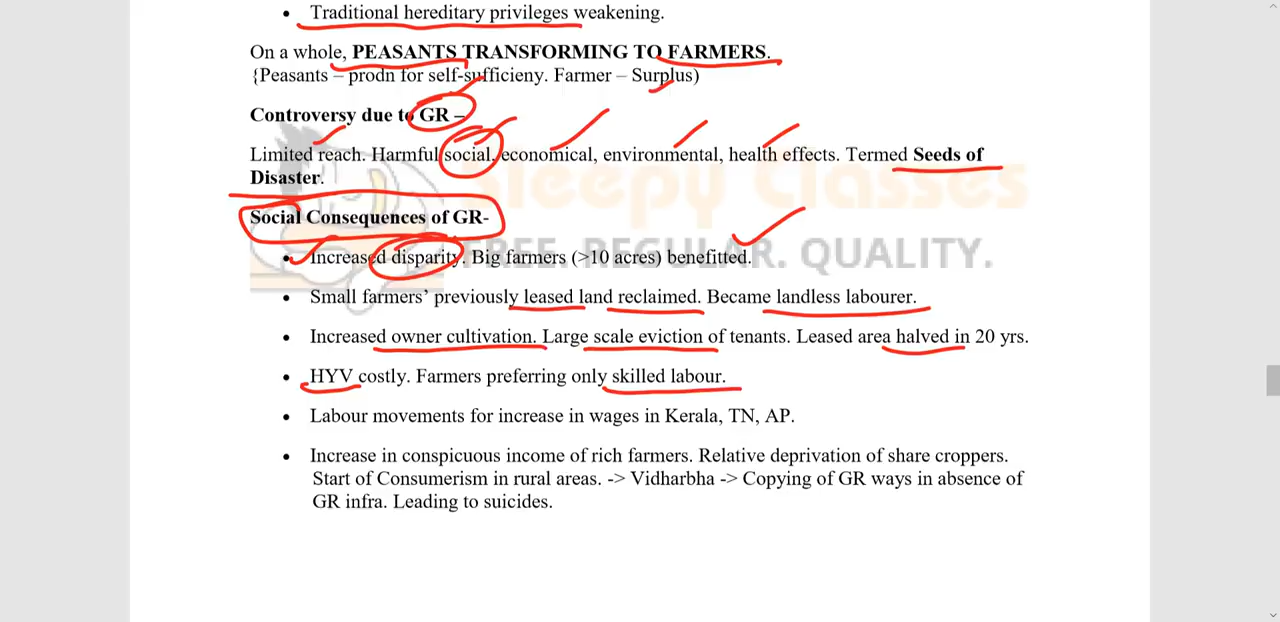 • Traditional hereditary privileges weakening.
On a whole, PEASANTS TRANSFORMING TO FARMERS.
{Peasants – prodn for self-sufficieny. Farmer – Surplus)
Controversy due to GR –
Limited reach. Harmful social, economical, environmental, health effects. Termed Seeds of
Disaster.
Sleepy Classes
Social Consequences of GR-
FREE. REGULAR. QUALITY.
• Increased disparity. Big farmers (>10 acres) benefitted.
• Small farmers’ previously leased land reclaimed. Became landless labourer.
• Increased owner cultivation. Large scale eviction of tenants. Leased area halved in 20 yrs.
• HYV costly. Farmers preferring only skilled labour.
• Labour movements for increase in wages in Kerala, TN, AP.
• Increase in conspicuous income of rich farmers. Relative deprivation of share croppers.
Start of Consumerism in rural areas. -> Vidharbha -> Copying of GR ways in absence of
GR infra. Leading to suicides.